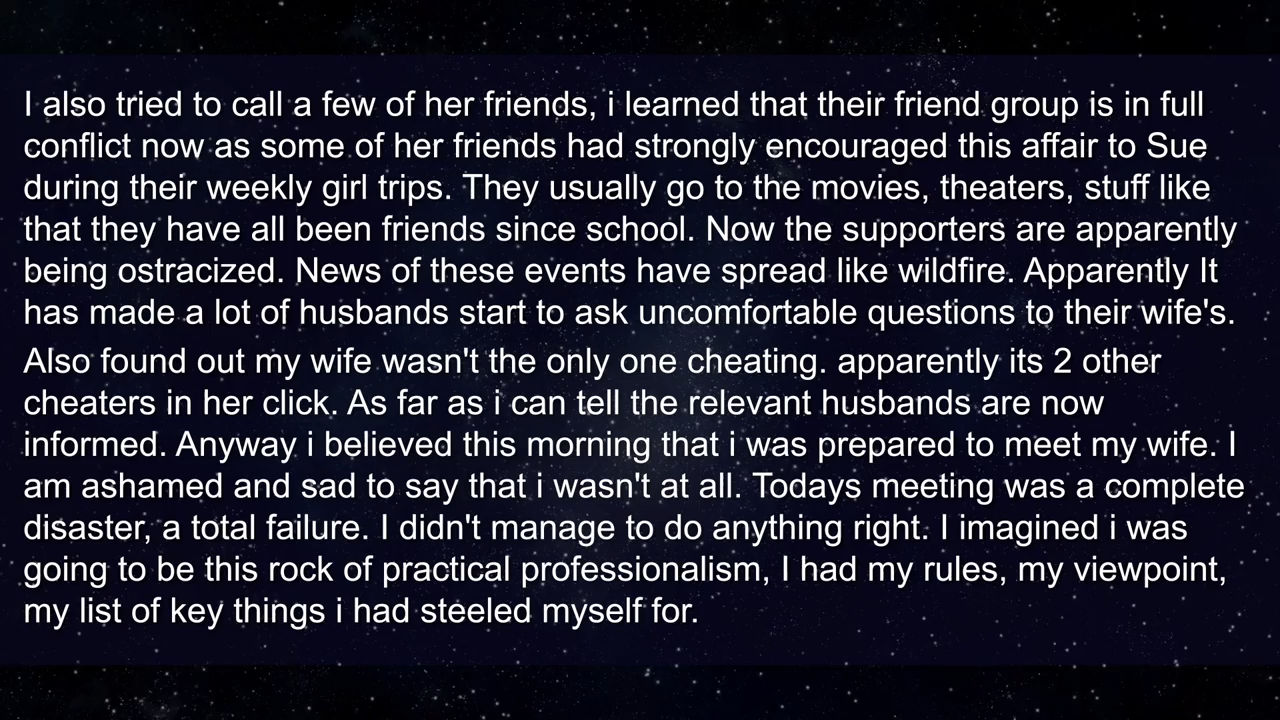 I also tried to call a few of her friends, i learned that their friend group is in full
conflict now as some of her friends had strongly encouraged this affair to Sue
during their weekly girl trips. They usually go to the movies, theaters, stuff like
that they have all been friends since school. Now the supporters are apparently
being ostracized. News of these events have spread like wildfire. Apparently It
has made a lot of husbands start to ask uncomfortable questions to their wife's.
Also found out my wife wasn't the only one cheating. apparently its 2 other
cheaters in her click. As far as i can tell the relevant husbands are now
informed. Anyway i believed this morning that i was prepared to meet my wife. I
am ashamed and sad to say that i wasn't at all. Todays meeting was a complete
disaster, a total failure. I didn't manage to do anything right. I imagined i was
going to be this rock of practical professionalism, I had my rules, my viewpoint,
my list of key things i had steeled myself for.